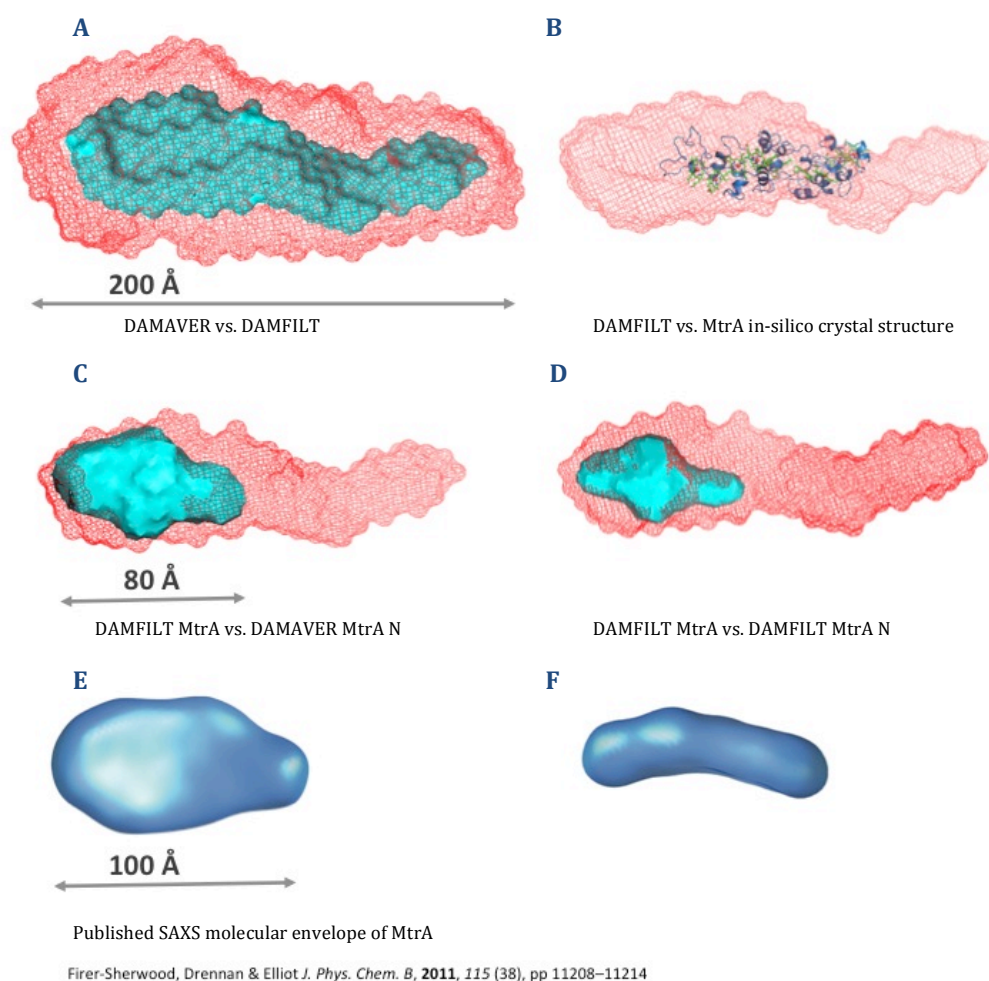 A
B
200 Å
DAMAVER vs. DAMFILT
DAMFILT vs. MtrA in-silico crystal structure
C
D
80 Å
DAMFILT MtrA vs. DAMAVER MtrA N
DAMFILT MtrA vs. DAMFILT MtrA N
E
F
100 Å
Published SAXS molecular envelope of MtrA
Firer-Sherwood, Drennan & Elliot J. Phys. Chem. B, 2011, 115 (38), pp 11208–11214